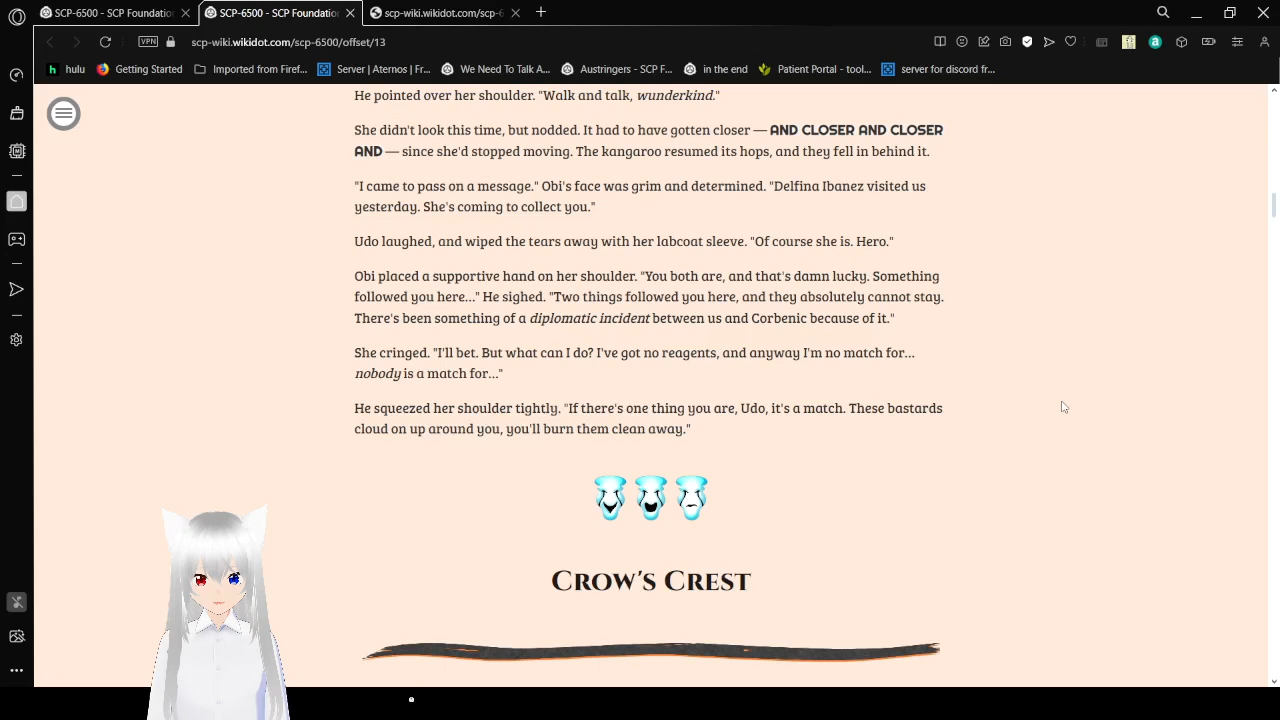 SCP-6500 - SCP Foundatio
SCP-6500 - SCP Foundatio
scp-wiki.wikidot.com/scp-6
VPN
scp-wiki.wikidot.com/scp-6500/offset/13
hulu
Getting Started
Imported from Firef...
Server | Aternos | Fr...
We Need To Talk A...
Austringers - SCP F...
in the end
Patient Portal - tool...
server for discord fr...
He pointed over her shoulder. "Walk and talk, wunderkind."
She didn't look this time, but nodded. It had to have gotten closer — AND CLOSER AND CLOSER
AND — since she'd stopped moving. The kangaroo resumed its hops, and they fell in behind it.
"I came to pass on a message." Obi's face was grim and determined. "Delfina Ibanez visited us
yesterday. She's coming to collect you."
Udo laughed, and wiped the tears away with her labcoat sleeve. "Of course she is. Hero."
Obi placed a supportive hand on her shoulder. "You both are, and that's damn lucky. Something
followed you here..." He sighed. "Two things followed you here, and they absolutely cannot stay.
There's been something of a diplomatic incident between us and Corbenic because of it."
She cringed. "I'll bet. But what can I do? I've got no reagents, and anyway I'm no match for...
nobody is a match for..."
He squeezed her shoulder tightly. "If there's one thing you are, Udo, it's a match. These bastards
cloud on up around you, you'll burn them clean away."
Crow's Crest